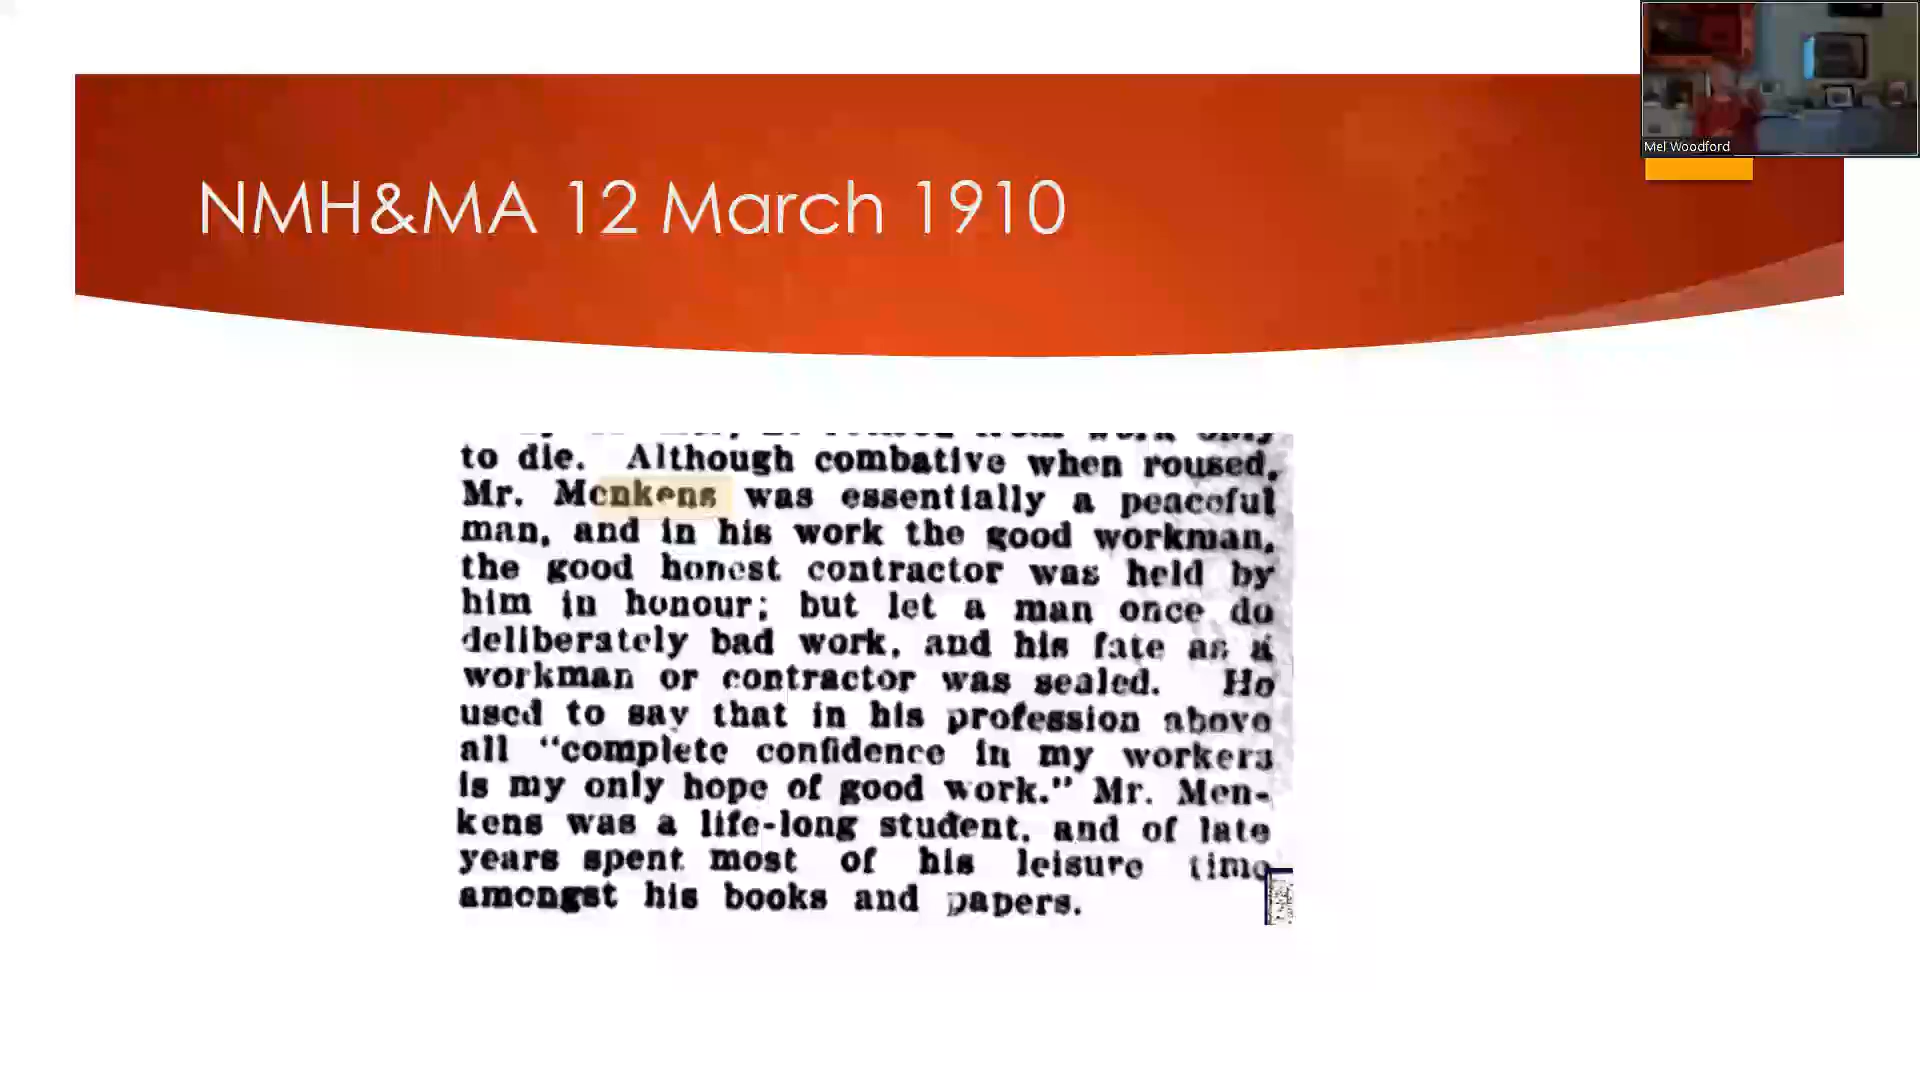 Mel Woodford
NMH&MA 12 March 1910
work only
to die. Although combative when roused,
Mr. Menkens was essentially a peaceful
man, and in his work the good workman,
the good honest contractor was held by
him in honour; but let a man once do
deliberately bad work, and his fate as a
workman or contractor was sealed. He
used to say that in his profession above
all “complete confidence in my workers
is my only hope of good work.” Mr. Men-
kens was a life-long student, and of late
years spent most of his leisure time
amongst his books and papers.